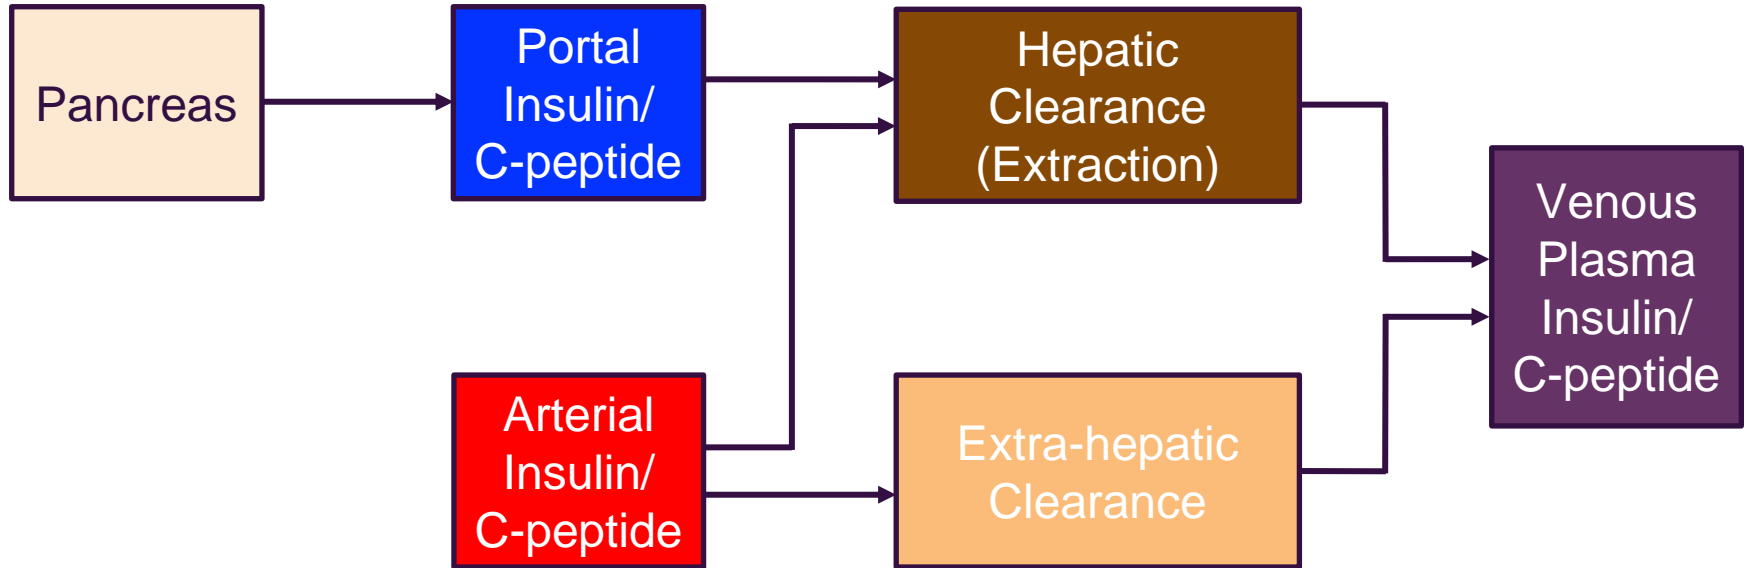 Pancreas
Portal
Insulin/
C-peptide
Hepatic
Clearance
(Extraction)
Venous
Plasma
Insulin/
C-peptide
Arterial
Insulin/
C-peptide
Extra-hepatic
Clearance